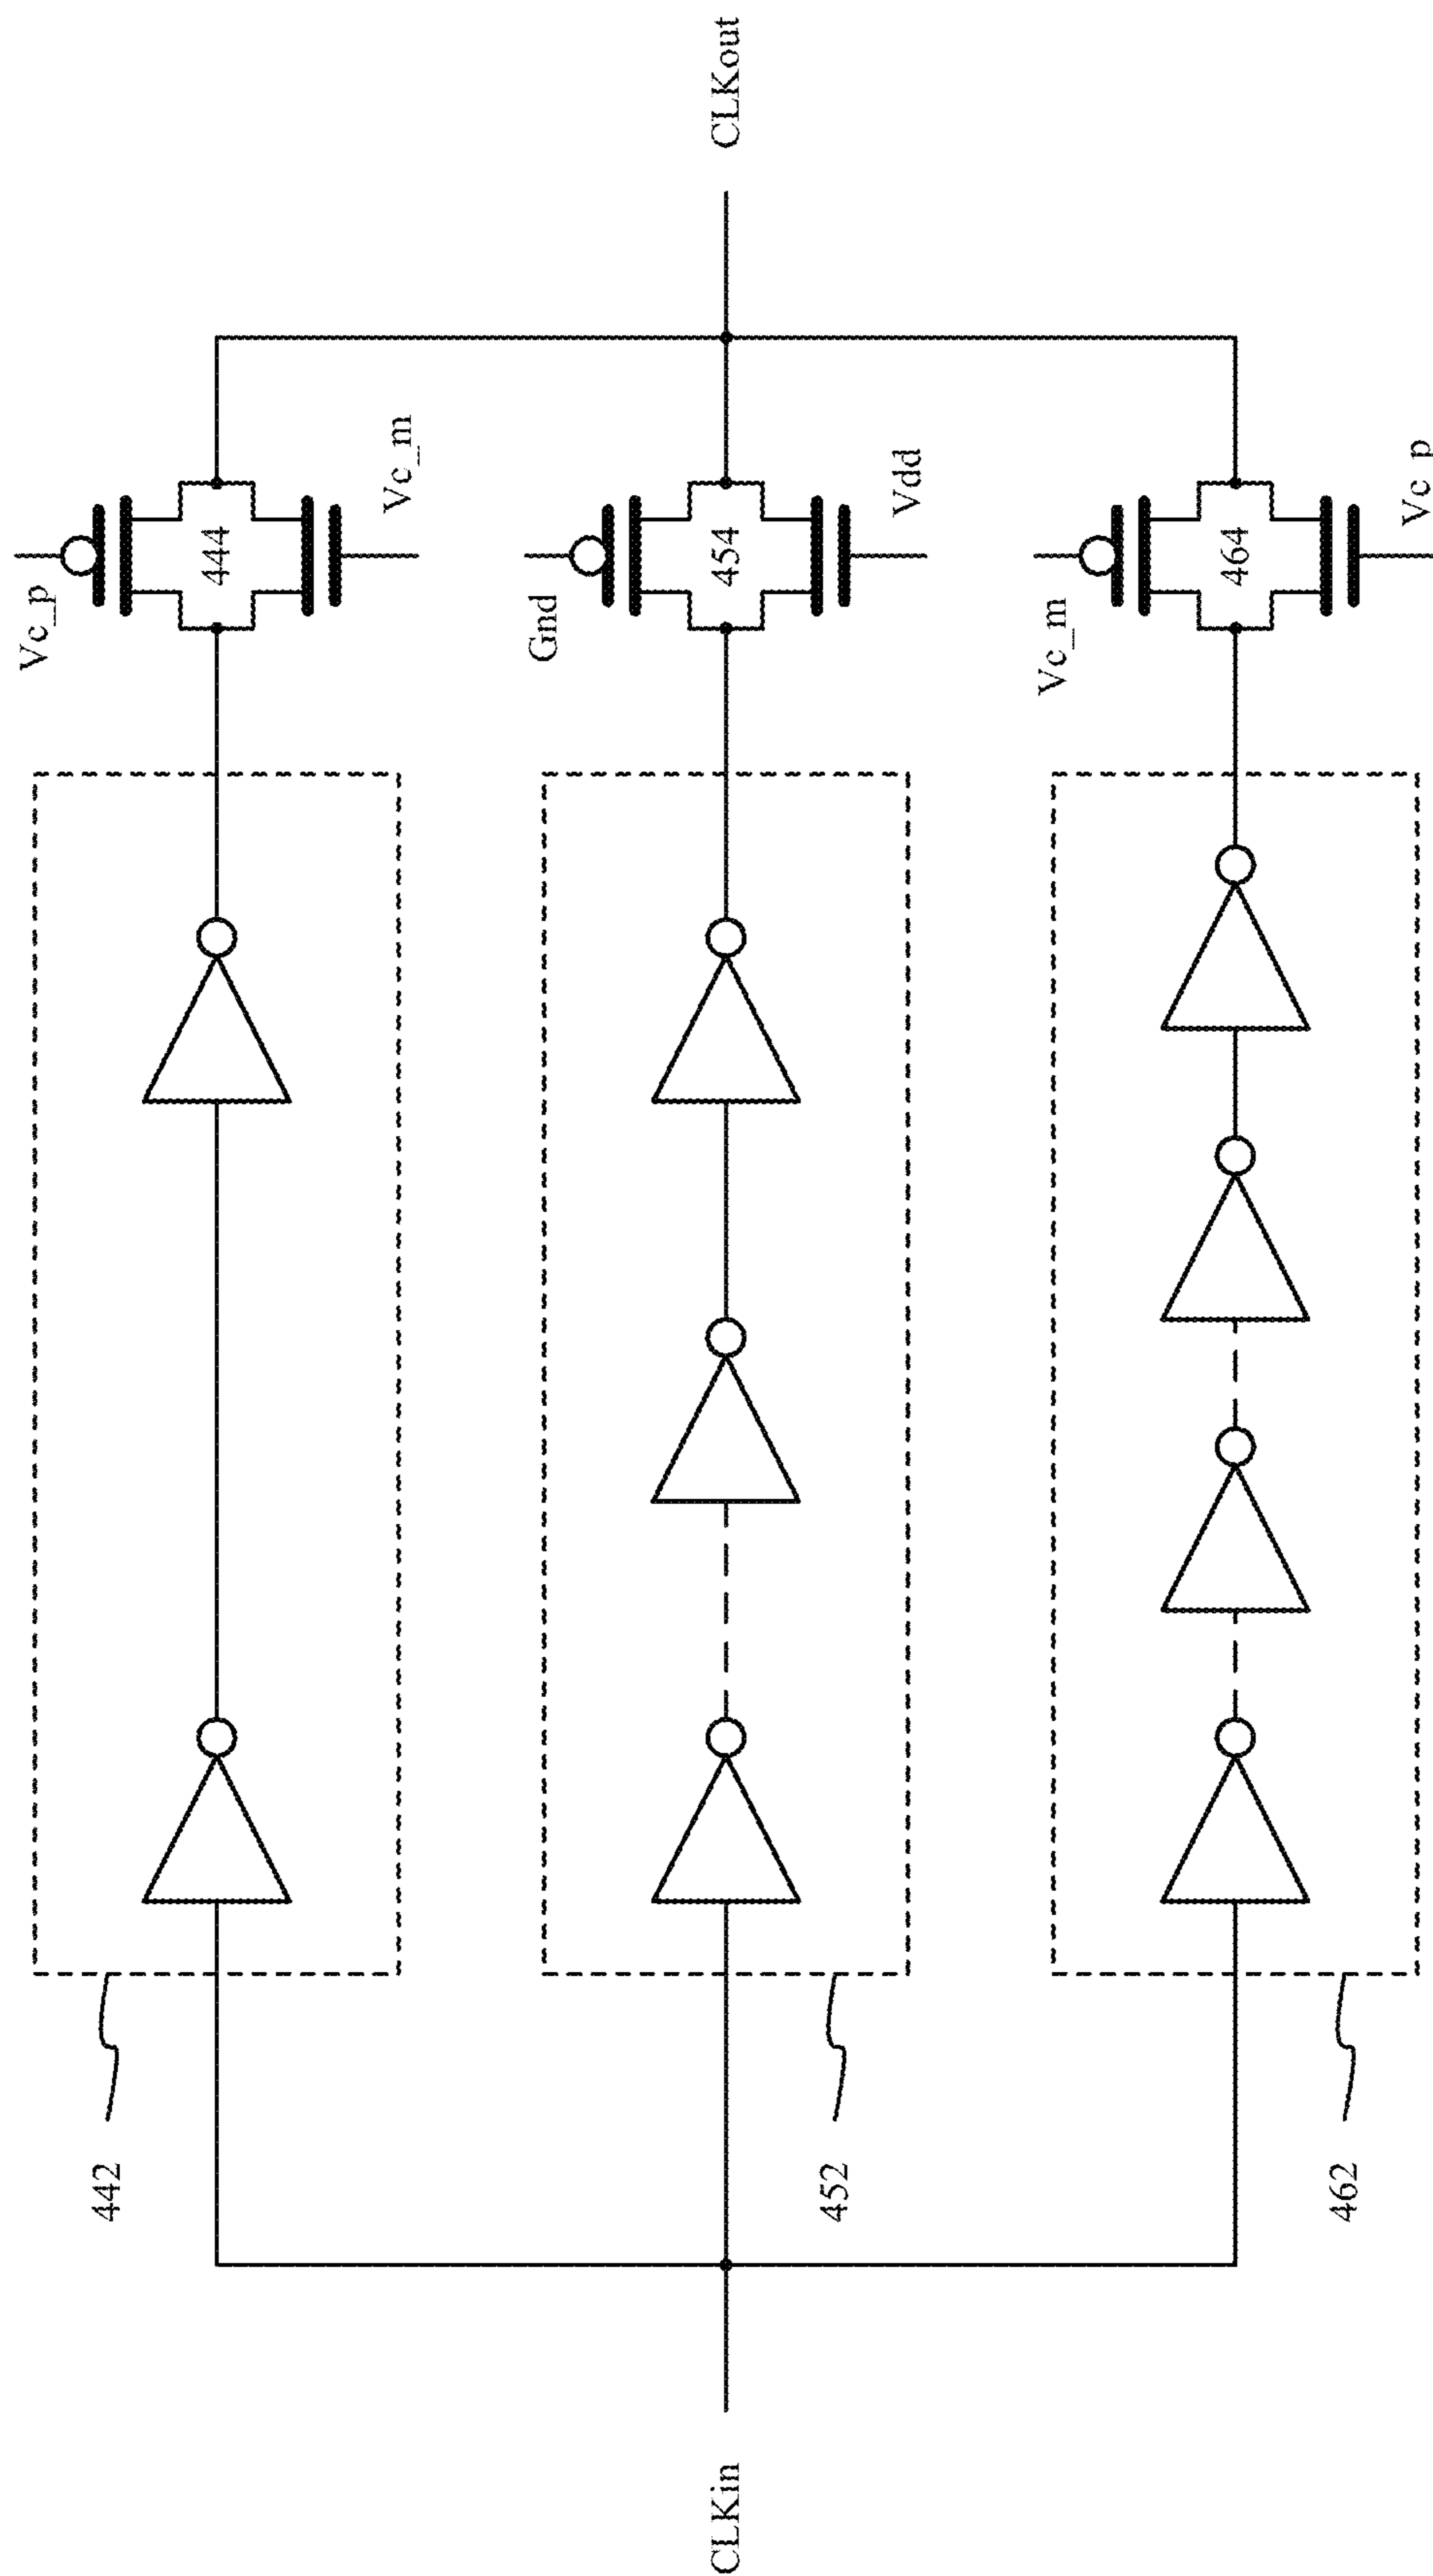 CLKin
442
452
462
Vc_p
444
Vc_m
Gnd
454
Vdd
Vc_m
464
Vc_p
CLKout